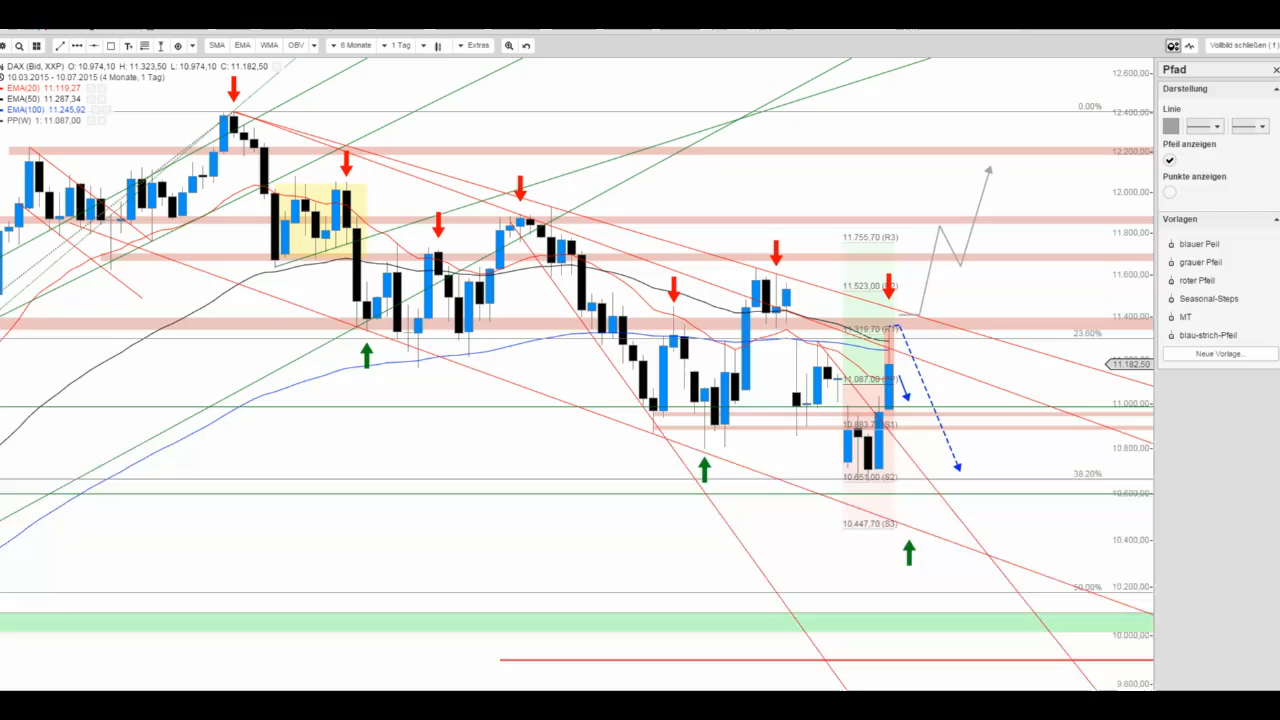 SMA EMA WMA OBV 6 Monate 1 Tag Extras Vollbild schließen ( f )
DAX (Bid, XXP) O: 10.974,10 H: 11.323,50 L: 10.974,10 C: 11.182,50
10.03.2015 - 10.07.2015 (4 Monate, 1 Tag)
EMA(20) 11.119,27
EMA(50) 11.287,34
EMA(100) 11.245,92
PP(W) 1: 11.087,00
12.600,00
0.00%
12.400,00
12.200,00
12.000,00
11.755,70 (R3)
11.800,00
11.600,00
11.523,00
11.400,00
11.319,70
23.60%
11.182,50
11.087,00
11.000,00
10.883,70 (S1)
10.800,00
10.651,00 (S2)
38.20%
10.600,00
10.447,70 (S3)
10.400,00
50.00%
10.200,00
10.000,00
9.800,00
Pfad
Darstellung
Linie
Pfeil anzeigen
Punkte anzeigen
Vorlagen
blauer Peil
grauer Pfeil
roter Pfeil
Seasonal-Steps
MT
blau-strich-Pfeil
Neue Vorlage...